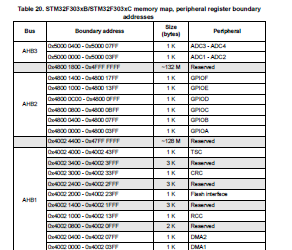 Table 20. STM32F303xB/STM32F303xC memory map, peripheral register boundary
addresses
Bus Boundary address Size (bytes) Peripheral
AHB3 0x5000 0400 - 0x5000 07FF 1 K ADC3 - ADC4
0x5000 0000 - 0x5000 03FF 1 K ADC1 - ADC2
0x4800 1800 - 0x4FFF FFFF ~132 M Reserved
AHB2 0x4800 1400 - 0x4800 17FF 1 K GPIOF
0x4800 1000 - 0x4800 13FF 1 K GPIOE
0x4800 0C00 - 0x4800 0FFF 1 K GPIOD
0x4800 0800 - 0x4800 0BFF 1 K GPIOC
0x4800 0400 - 0x4800 07FF 1 K GPIOB
0x4800 0000 - 0x4800 03FF 1 K GPIOA
0x4002 4400 - 0x47FF FFFF ~128 M Reserved
AHB1 0x4002 4000 - 0x4002 43FF 1 K TSC
0x4002 3400 - 0x4002 3FFF 3 K Reserved
0x4002 3000 - 0x4002 33FF 1 K CRC
0x4002 2400 - 0x4002 2FFF 3 K Reserved
0x4002 2000 - 0x4002 23FF 1 K Flash interface
0x4002 1400 - 0x4002 1FFF 3 K Reserved
0x4002 1000 - 0x4002 13FF 1 K RCC
0x4002 0800 - 0x4002 0FFF 2 K Reserved
0x4002 0400 - 0x4002 07FF 1 K DMA2
0x4002 0000 - 0x4002 03FF 1 K DMA1